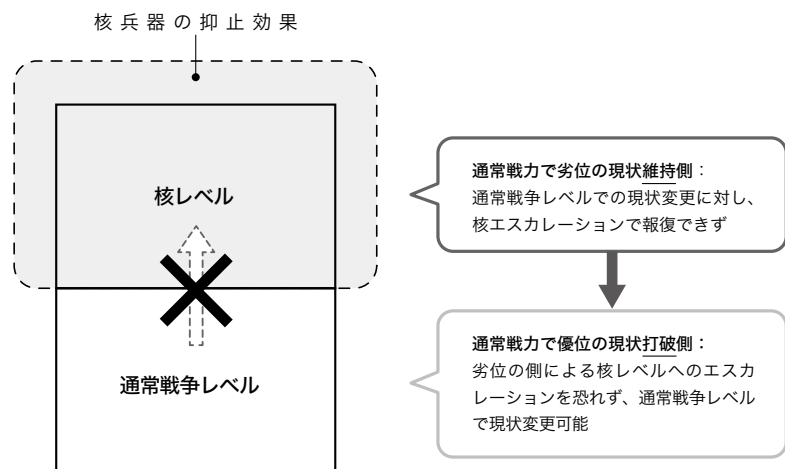 核兵器の抑止効果
核レベル
通常戦争レベル
通常戦力で劣位の現状維持側：
通常戦争レベルでの現状変更に対し、
核エスカレーションで報復できず
通常戦力で優位の現状打破側：
劣位の側による核レベルへのエスカ
レーションを恐れず、通常戦争レベル
で現状変更可能